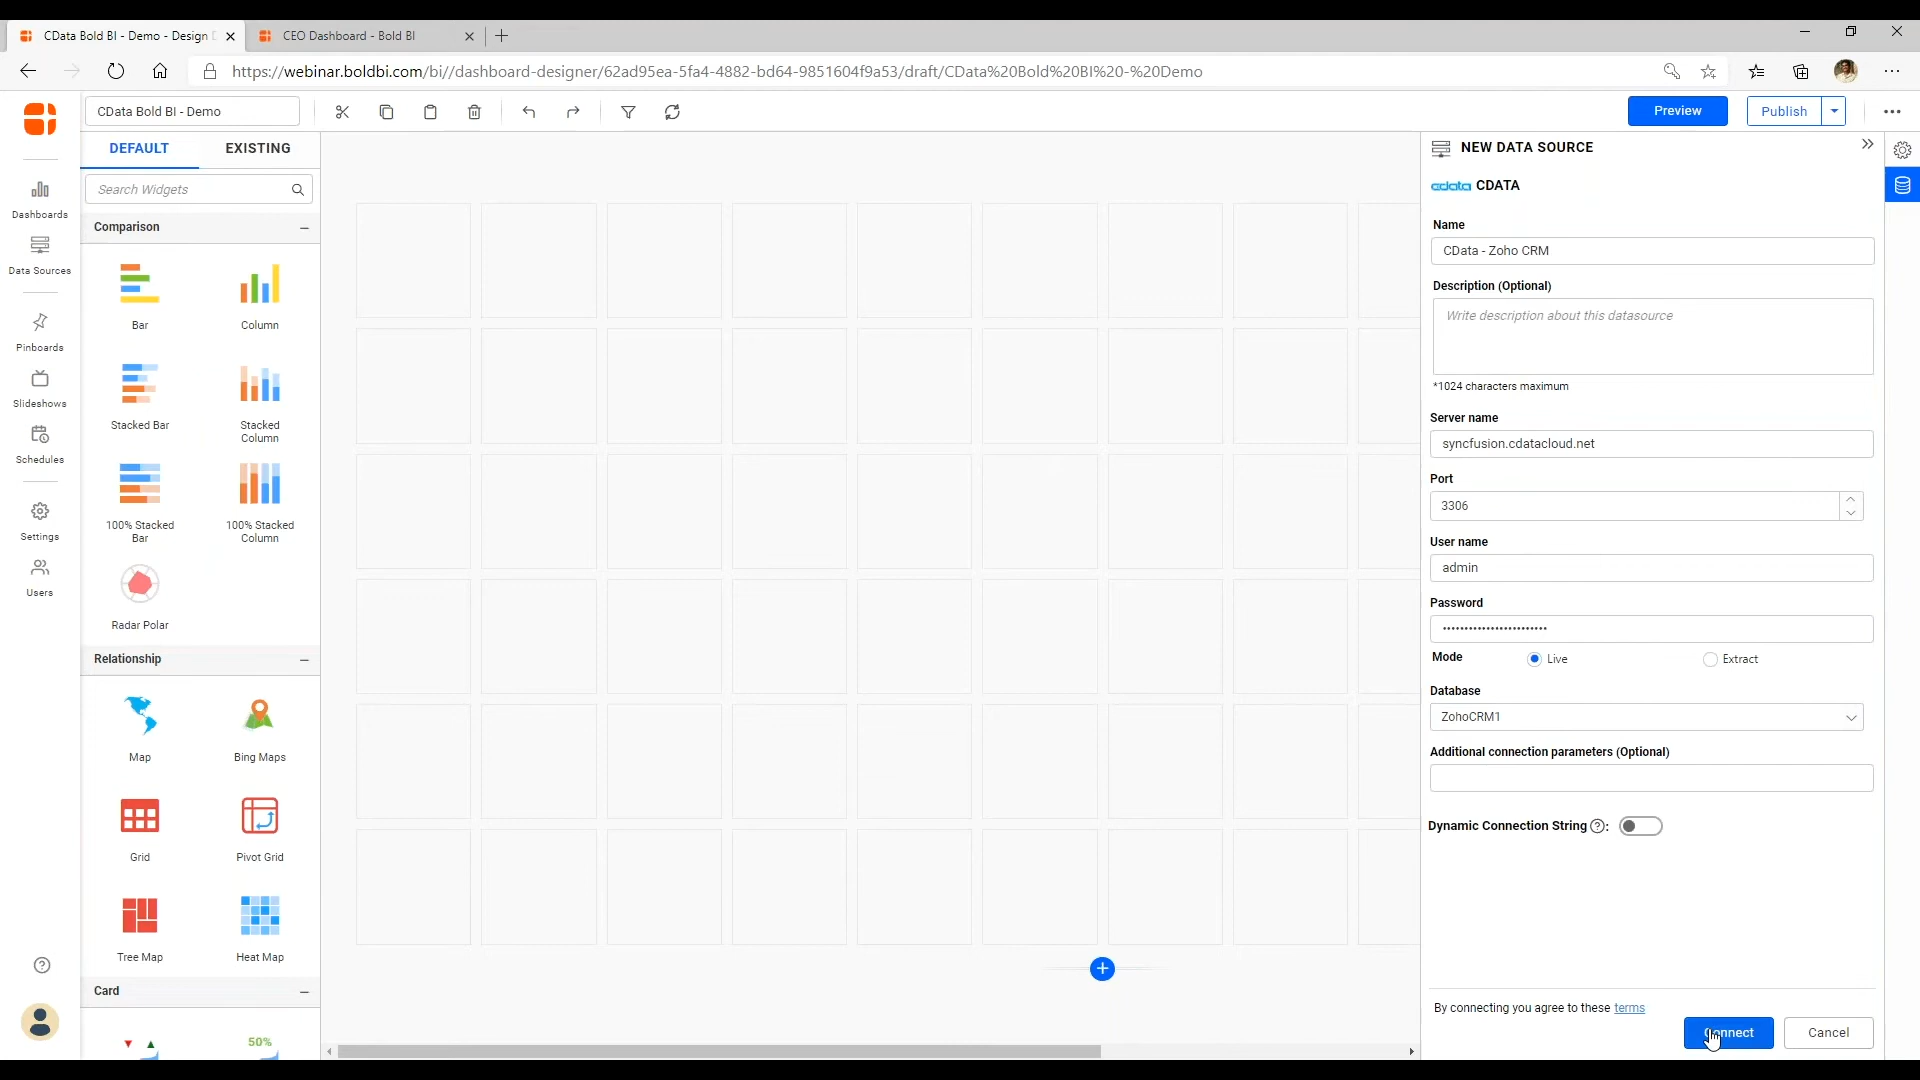 CData Bold BI - Demo - Design D
CEO Dashboard - Bold BI
https://webinar.boldbi.com/bi//dashboard-designer/62ad95ea-5fa4-4882-bd64-9851604f9a53/draft/CData%20Bold%20BI%20-%20Demo
CData Bold BI - Demo
Preview
Publish
DEFAULT
EXISTING
Search Widgets
Comparison
Bar
Column
Stacked Bar
Stacked
Column
100% Stacked
Bar
100% Stacked
Column
Radar Polar
Relationship
Map
Bing Maps
Grid
Pivot Grid
Tree Map
Heat Map
Card
50%
Dashboards
Data Sources
Pinboards
Slideshows
Schedules
Settings
Users
NEW DATA SOURCE
cdata CDATA
Name
CData - Zoho CRM
Description (Optional)
Write description about this datasource
*1024 characters maximum
Server name
syncfusion.cdatacloud.net
Port
3306
User name
admin
Password
Mode
Live
Extract
Database
ZohoCRM1
Additional connection parameters (Optional)
Dynamic Connection String ? :
By connecting you agree to these terms
Connect
Cancel